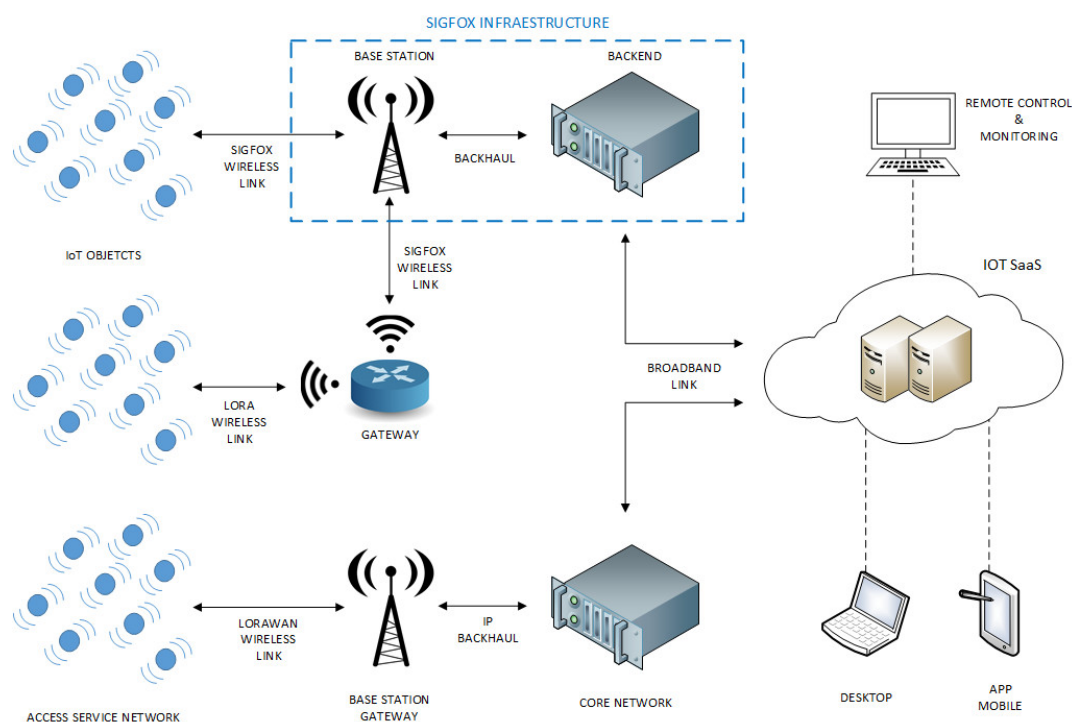 SIGFOX INFRAESTRUCTURE
BASE STATION
BACKEND
REMOTE CONTROL
&
MONITORING
SIGFOX
WIRELESS
LINK
BACKHAUL
IoT OBJETCTS
SIGFOX
WIRELESS
LINK
IOT SaaS
BROADBAND
LINK
LORA
WIRELESS
LINK
GATEWAY
LORAWAN
WIRELESS
LINK
IP
BACKHAUL
ACCESS SERVICE NETWORK
BASE STATION
GATEWAY
CORE NETWORK
DESKTOP
APP
MOBILE